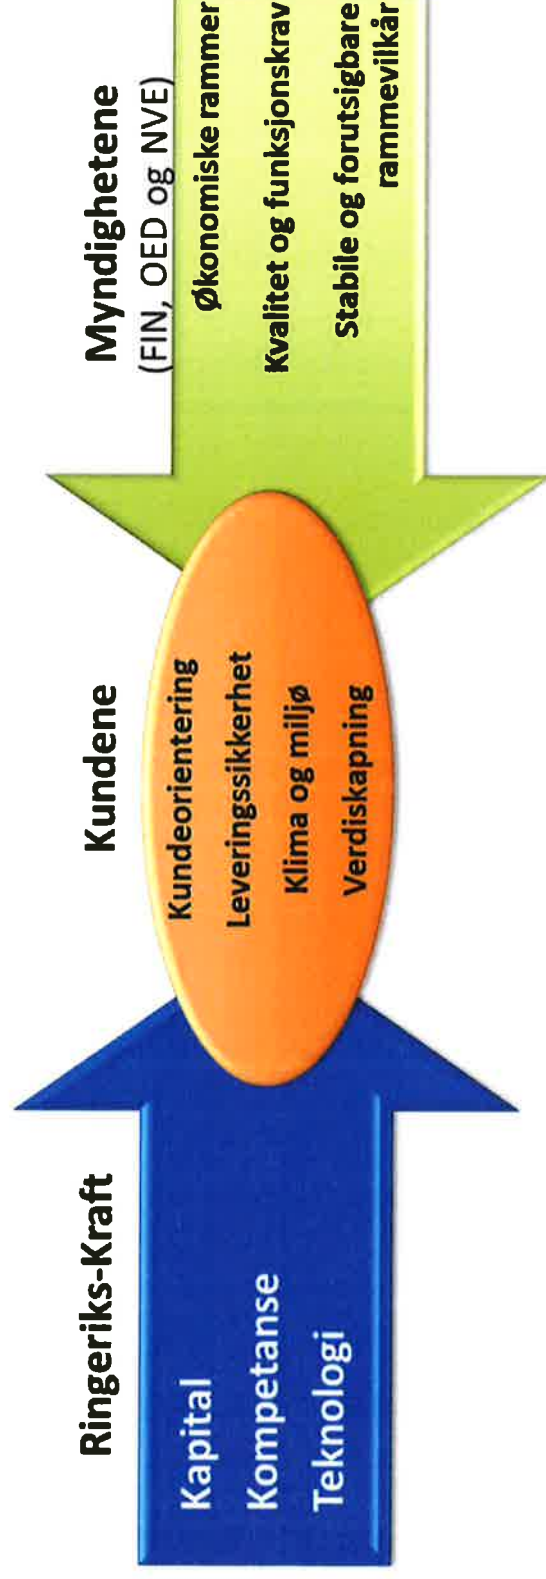 Ringeriks-Kraft
Kapital
Kompetanse
Teknologi
Kundene
Kundeorientering
Leveringssikkerhet
Klima og miljø
Verdiskapning
Myndighetene
(FIN, OED og NVE)
Økonomiske rammer
Kvalitet og funksjonskrav
Stabile og forutsigbare
rammevilkår